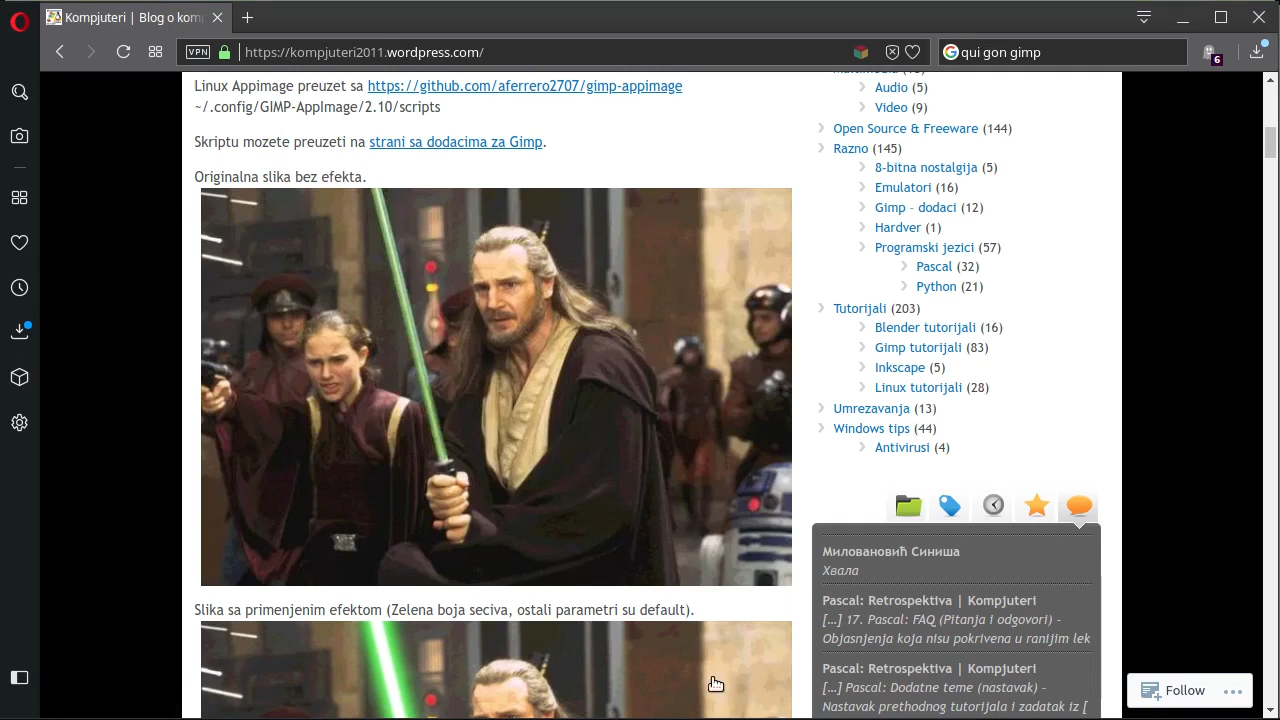 Kompjuteri | Blog o komp
VPN
https://kompjuteri2011.wordpress.com/
qui gon gimp
6
Linux Appimage preuzet sa https://github.com/aferrero2707/gimp-appimage
~/.config/GIMP-AppImage/2.10/scripts
Skriptu mozete preuzeti na strani sa dodacima za Gimp.
Originalna slika bez efekta.
Slika sa primenjenim efektom (Zelena boja seciva, ostali parametri su default).
Audio (5)
Video (9)
Open Source & Freeware (144)
Razno (145)
8-bitna nostalgija (5)
Emulatori (16)
Gimp - dodaci (12)
Hardver (1)
Programski jezici (57)
Pascal (32)
Python (21)
Tutorijali (203)
Blender tutorijali (16)
Gimp tutorijali (83)
Inkscape (5)
Linux tutorijali (28)
Umrezavanja (13)
Windows tips (44)
Antivirusi (4)
Миловановић Синиша
Хвала
Pascal: Retrospektiva | Kompjuteri
[…] 17. Pascal: FAQ (Pitanja i odgovori) –
Objasnjenja koja nisu pokrivena u ranijim lek
Pascal: Retrospektiva | Kompjuteri
[…] Pascal: Dodatne teme (nastavak) –
Nastavak prethodnog tutorijala i zadatak iz [
Follow